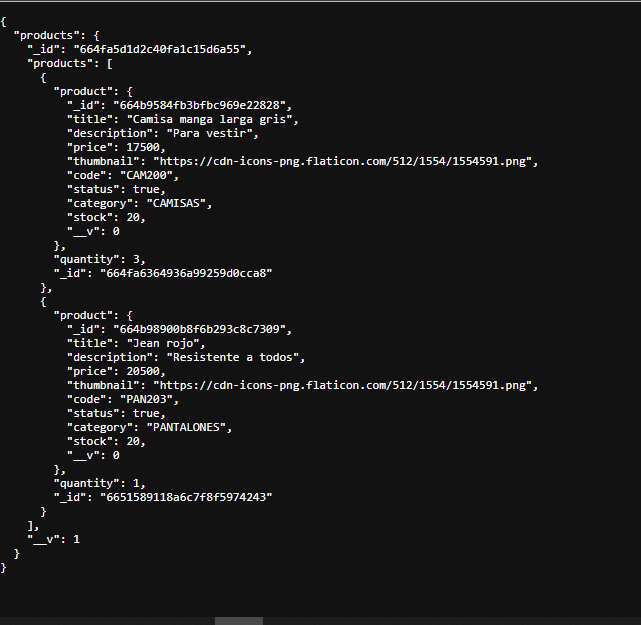 {
  "products": {
    "_id": "664fa5d1d2c40fa1c15d6a55",
    "products": [
      {
        "product": {
          "_id": "664b9584fb3bfbc969e22828",
          "title": "Camisa manga larga gris",
          "description": "Para vestir",
          "price": 17500,
          "thumbnail": "https://cdn-icons-png.flaticon.com/512/1554/1554591.png",
          "code": "CAM200",
          "status": true,
          "category": "CAMISAS",
          "stock": 20,
          "__v": 0
        },
        "quantity": 3,
        "_id": "664fa6364936a99259d0cca8"
      },
      {
        "product": {
          "_id": "664b98900b8f6b293c8c7309",
          "title": "Jean rojo",
          "description": "Resistente a todos",
          "price": 20500,
          "thumbnail": "https://cdn-icons-png.flaticon.com/512/1554/1554591.png",
          "code": "PAN203",
          "status": true,
          "category": "PANTALONES",
          "stock": 20,
          "__v": 0
        },
        "quantity": 1,
        "_id": "6651589118a6c7f8f5974243"
      }
    ],
    "__v": 1
  }
}